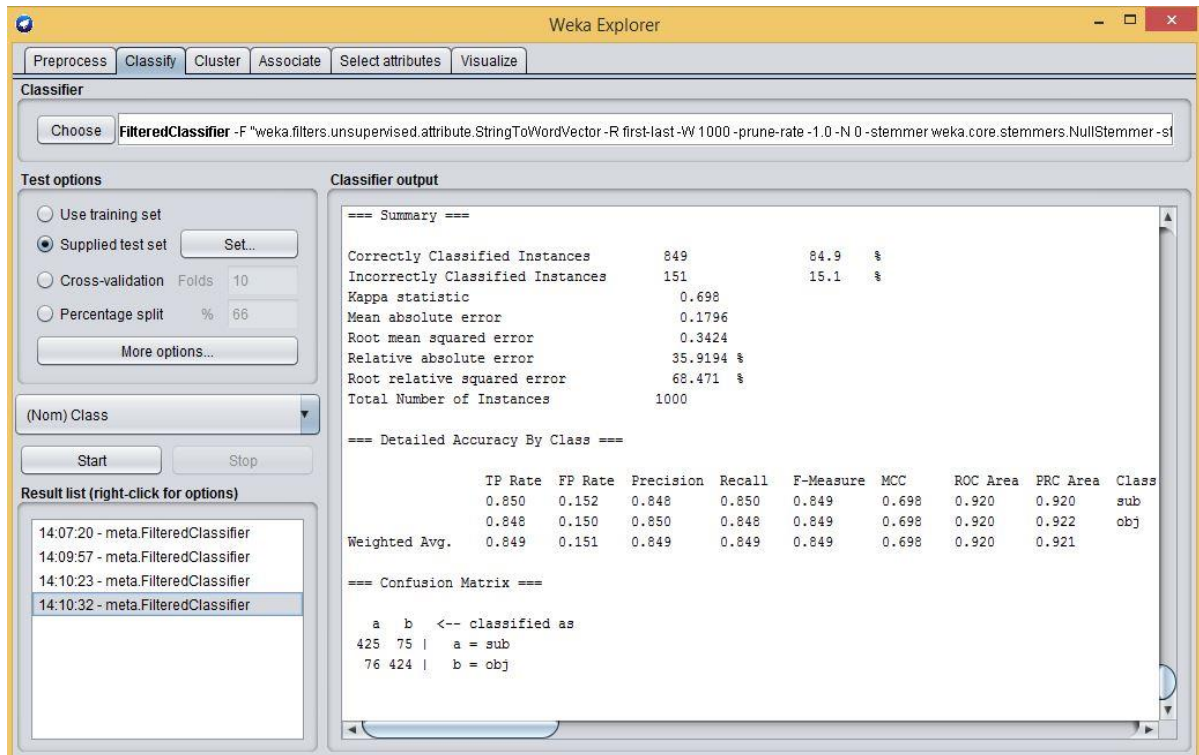 Weka Explorer
Preprocess Classify Cluster Associate Select attributes Visualize
Classifier
Choose FilteredClassifier -F "weka.filters.unsupervised.attribute.StringToWordVector -R first-last -W 1000 -prune-rate -1.0 -N 0 -stemmer weka.core.stemmers.NullStemmer -st
Test options
Use training set
Supplied test set Set...
Cross-validation Folds 10
Percentage split % 66
More options...
(Nom) Class
Start Stop
Result list (right-click for options)
14:07:20 - meta.FilteredClassifier
14:09:57 - meta.FilteredClassifier
14:10:23 - meta.FilteredClassifier
14:10:32 - meta.FilteredClassifier
Classifier output
=== Summary ===
Correctly Classified Instances 849 84.9 %
Incorrectly Classified Instances 151 15.1 %
Kappa statistic 0.698
Mean absolute error 0.1796
Root mean squared error 0.3424
Relative absolute error 35.9194 %
Root relative squared error 68.471 %
Total Number of Instances 1000
=== Detailed Accuracy By Class ===
TP Rate FP Rate Precision Recall F-Measure MCC ROC Area PRC Area Class
0.850 0.152 0.848 0.850 0.849 0.698 0.920 0.920 sub
0.848 0.150 0.850 0.848 0.849 0.698 0.920 0.922 obj
Weighted Avg. 0.849 0.151 0.849 0.849 0.849 0.698 0.920 0.921
=== Confusion Matrix ===
a b <-- classified as
425 75 | a = sub
76 424 | b = obj